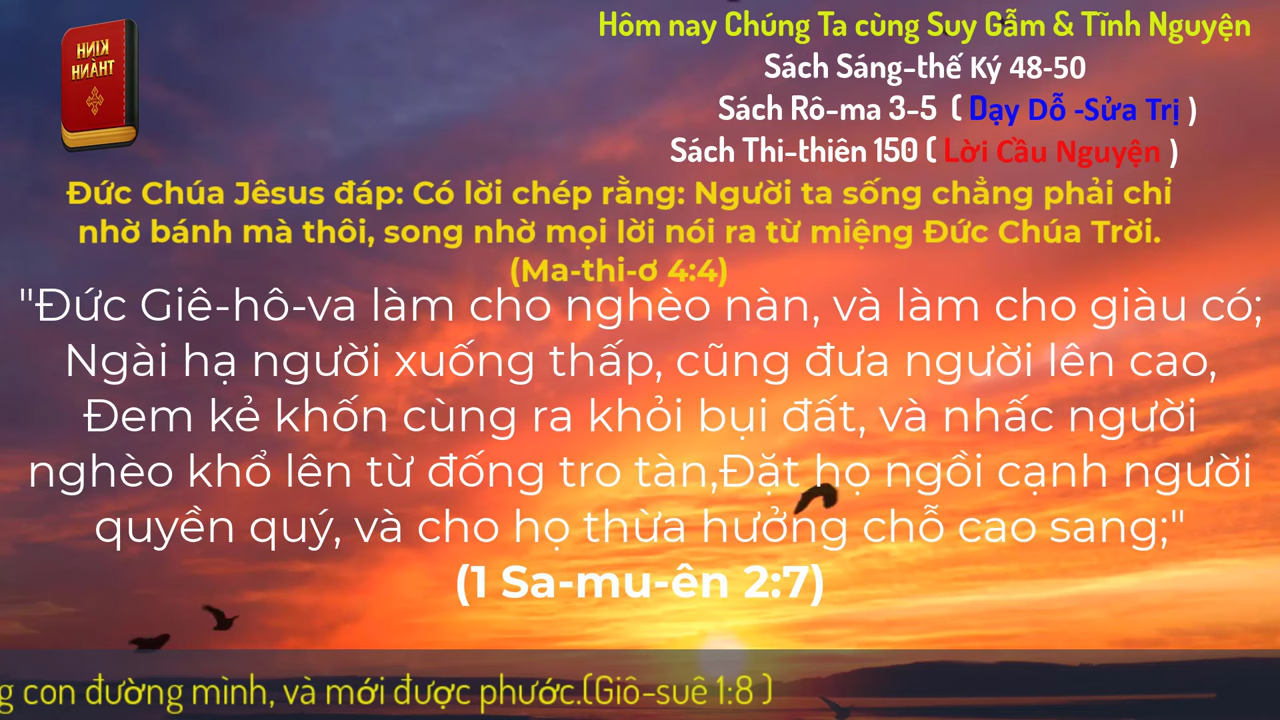 KINH
THÁNH
Hôm nay Chúng Ta cùng Suy Gẫm & Tĩnh Nguyện
Sách Sáng-thế Ký 48-50
Sách Rô-ma 3-5 ( Dạy Dỗ -Sửa Trị )
Sách Thi-thiên 150 ( Lời Cầu Nguyện )
Đức Chúa Jêsus đáp: Có lời chép rằng: Người ta sống chẳng phải chỉ
nhờ bánh mà thôi, song nhờ mọi lời nói ra từ miệng Đức Chúa Trời.
(Ma-thi-ơ 4:4)
"Đức Giê-hô-va làm cho nghèo nàn, và làm cho giàu có;
Ngài hạ người xuống thấp, cũng đưa người lên cao,
Đem kẻ khốn cùng ra khỏi bụi đất, và nhấc người
nghèo khổ lên từ đống tro tàn,Đặt họ ngồi cạnh người
quyền quý, và cho họ thừa hưởng chỗ cao sang;"
(1 Sa-mu-ên 2:7)
g con đường mình, và mới được phước.(Giô-suê 1:8 )